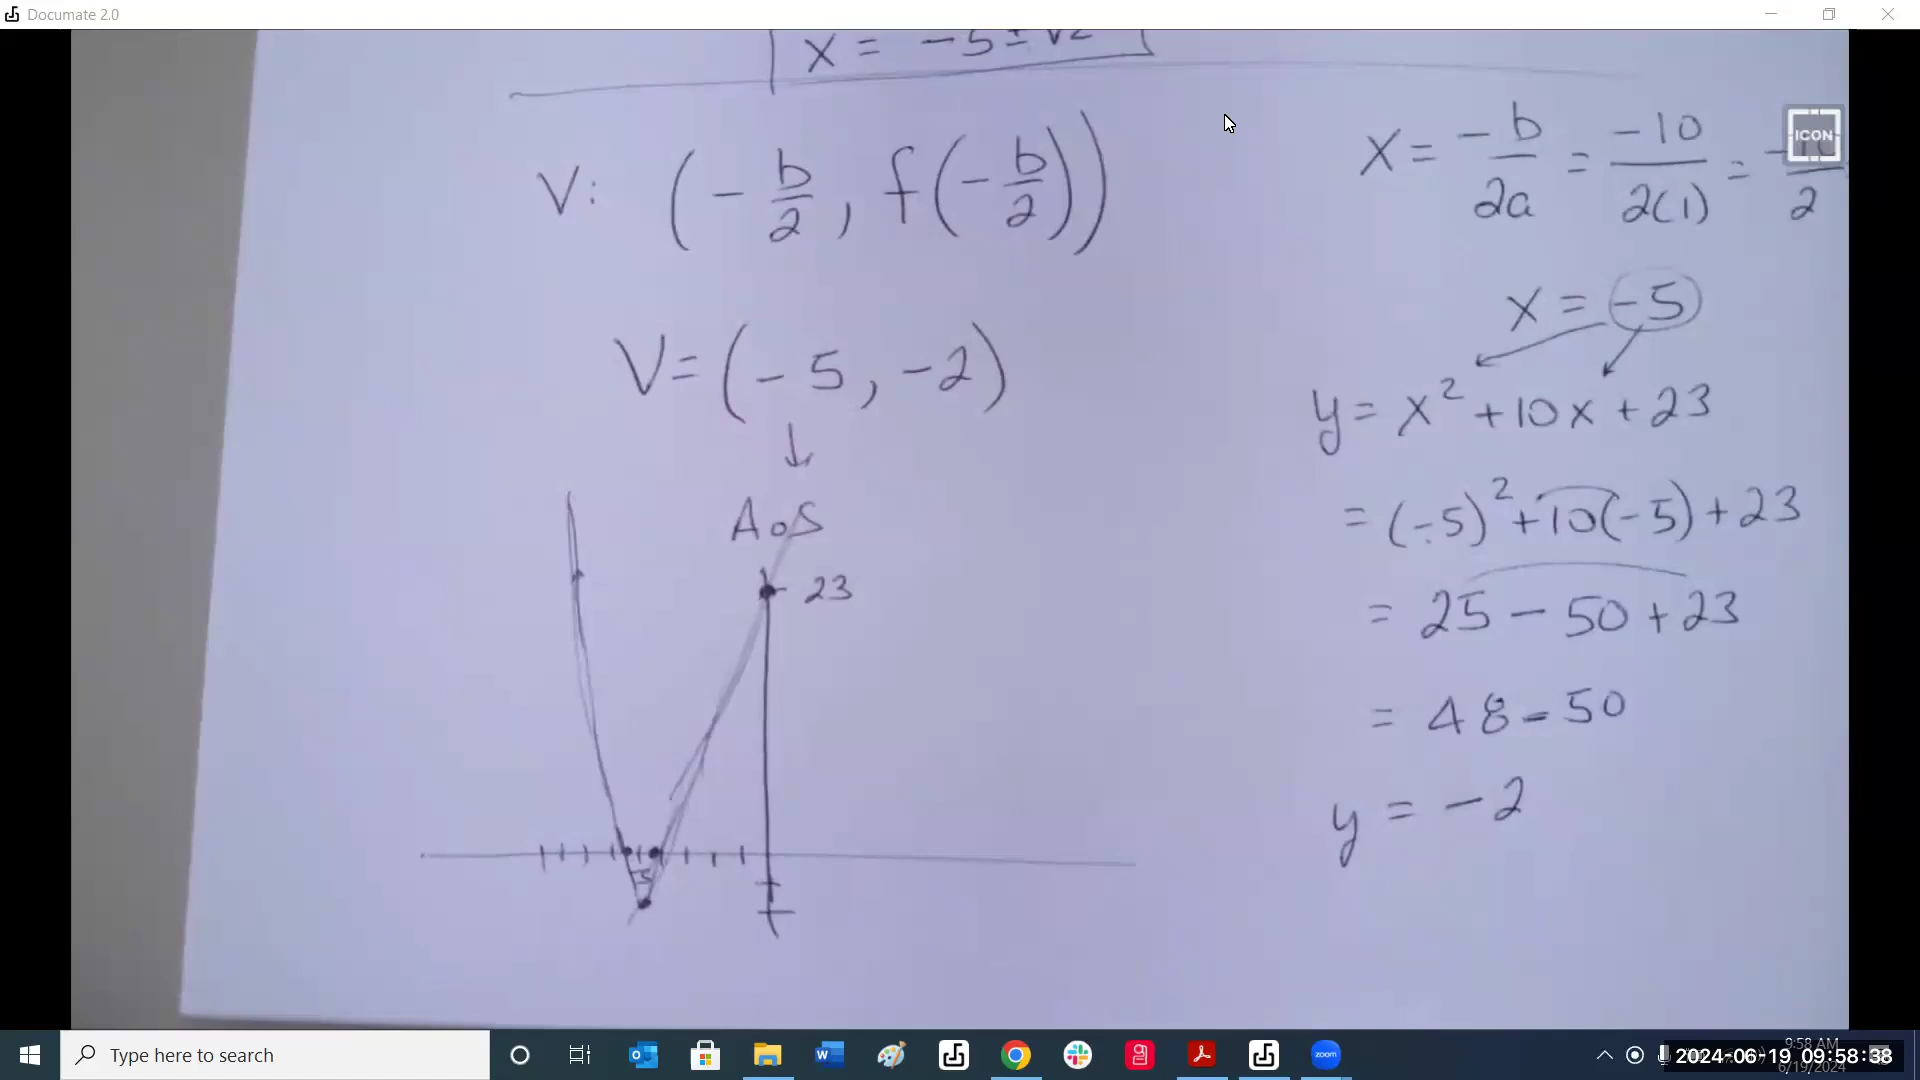 Documate 2.0
x = -5 ± √2
V: (-b/2, f(-b/2))
V = (-5, -2)
↓
AoS
23
-5
x = -b/2a = -10/2(1) =
ICON
2
x = -5
y = x² + 10x + 23
= (-5)² + 10(-5) + 23
= 25 - 50 + 23
= 48 - 50
y = -2
Type here to search
zoom
9:58 AM
2024-06-19 09:58:38
6/19/2024